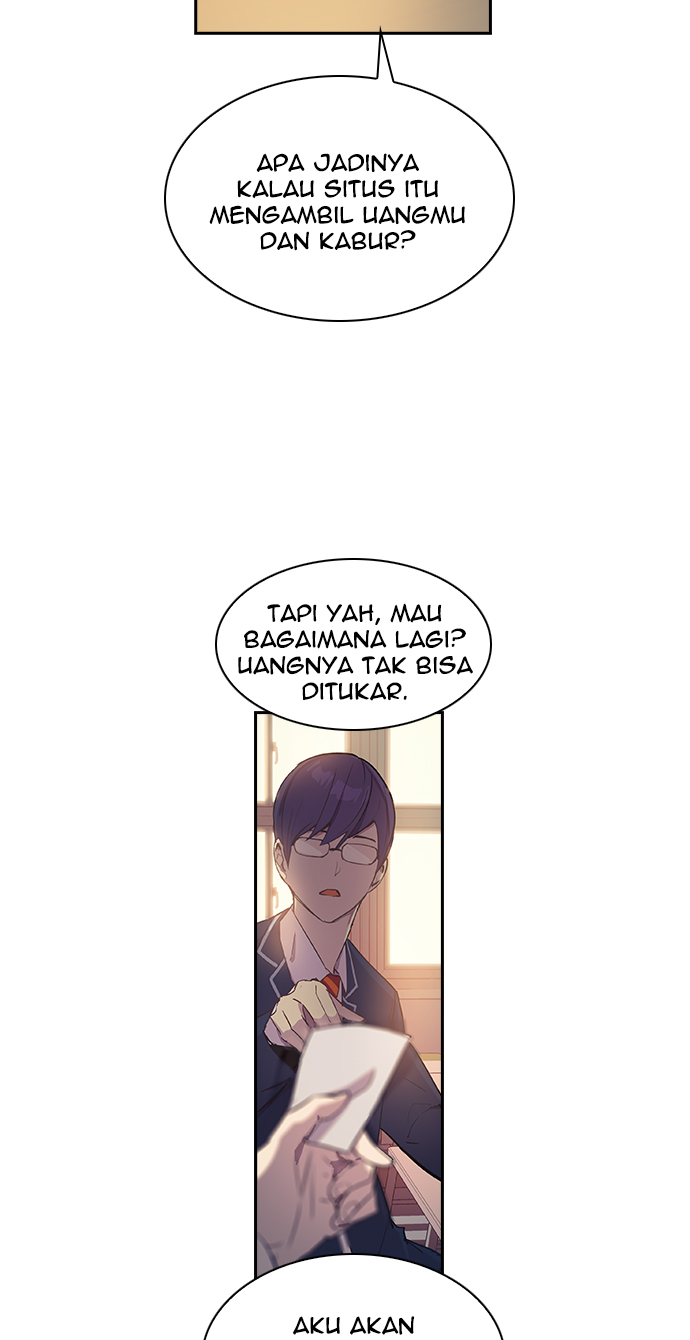 APA JADINYA
KALAU SITUS ITU
MENGAMBIL UANGMU
DAN KABUR?
TAPI YAH, MAU
BAGAIMANA LAGI?
UANGNYA TAK BISA
DITUKAR.
AKU AKAN